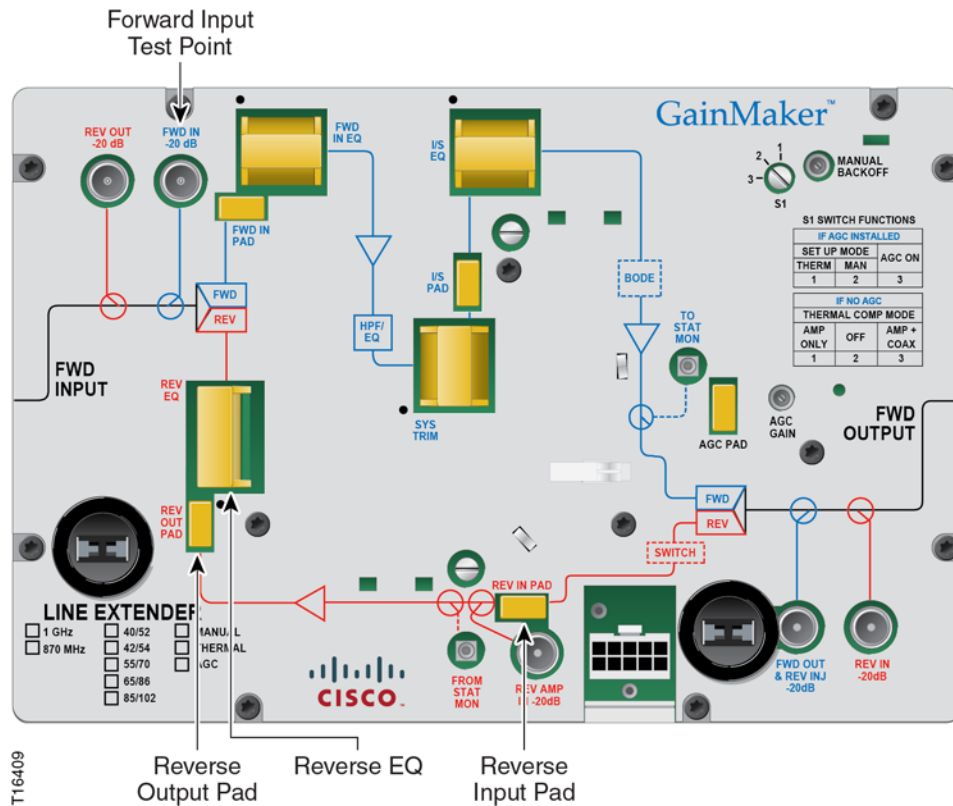 Forward Input
Test Point
GainMaker™
REV OUT
-20 dB
FWD IN
-20 dB
FWD
IN EQ
I/S
EQ
1
2
3
S1
MANUAL
BACKOFF
FWD IN
PAD
S1 SWITCH FUNCTIONS
IF AGC INSTALLED
SET UP MODE
AGC ON
THERM
MAN
1
2
3
IF NO AGC
THERMAL COMP MODE
AMP
ONLY
OFF
AMP +
COAX
1
2
3
I/S
PAD
BODE
FWD
REV
HPF/
EQ
TO
STAT
MON
FWD
INPUT
REV
EQ
SYS
TRIM
AGC PAD
AGC
GAIN
FWD
OUTPUT
REV
OUT
PAD
FWD
REV
SWITCH
REV IN PAD
LINE EXTENDER
1 GHz
870 MHz
40/52
42/54
55/70
65/86
85/102
MANUAL
THERMAL
AGC
CISCO
FROM
STAT
MON
REV AMP
IN -20dB
FWD OUT
& REV INJ
-20dB
REV IN
-20dB
Reverse
Output Pad
Reverse EQ
Reverse
Input Pad
T16409